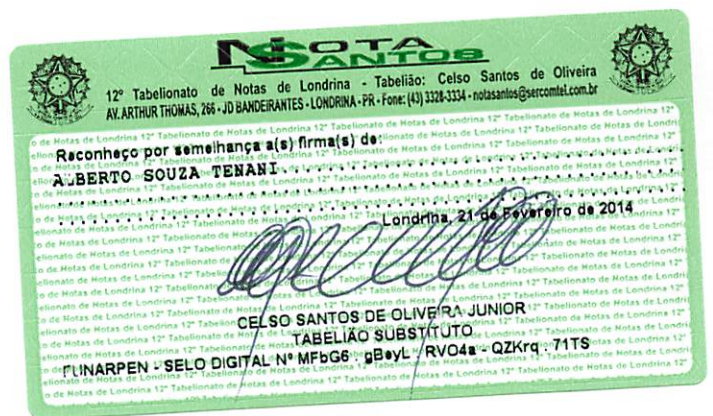 NOTA
SANTOS
12º Tabelionato de Notas de Londrina - Tabelião: Celso Santos de Oliveira
AV. ARTHUR THOMAS, 266 - JD BANDEIRANTES - LONDRINA - PR - Fone: (43) 3328-3334 - notasantos@sercomtel.com.br
Reconheço por semelhança a(s) firma(s) de:
ALBERTO SOUZA TENANI
Londrina, 21 de Fevereiro de 2014
CELSO SANTOS DE OLIVEIRA JUNIOR
TABELIÃO SUBSTITUTO
FUNARPEN - SELO DIGITAL Nº MFbG6 . gBeyL . RVO4a - QZKrq . 71TS